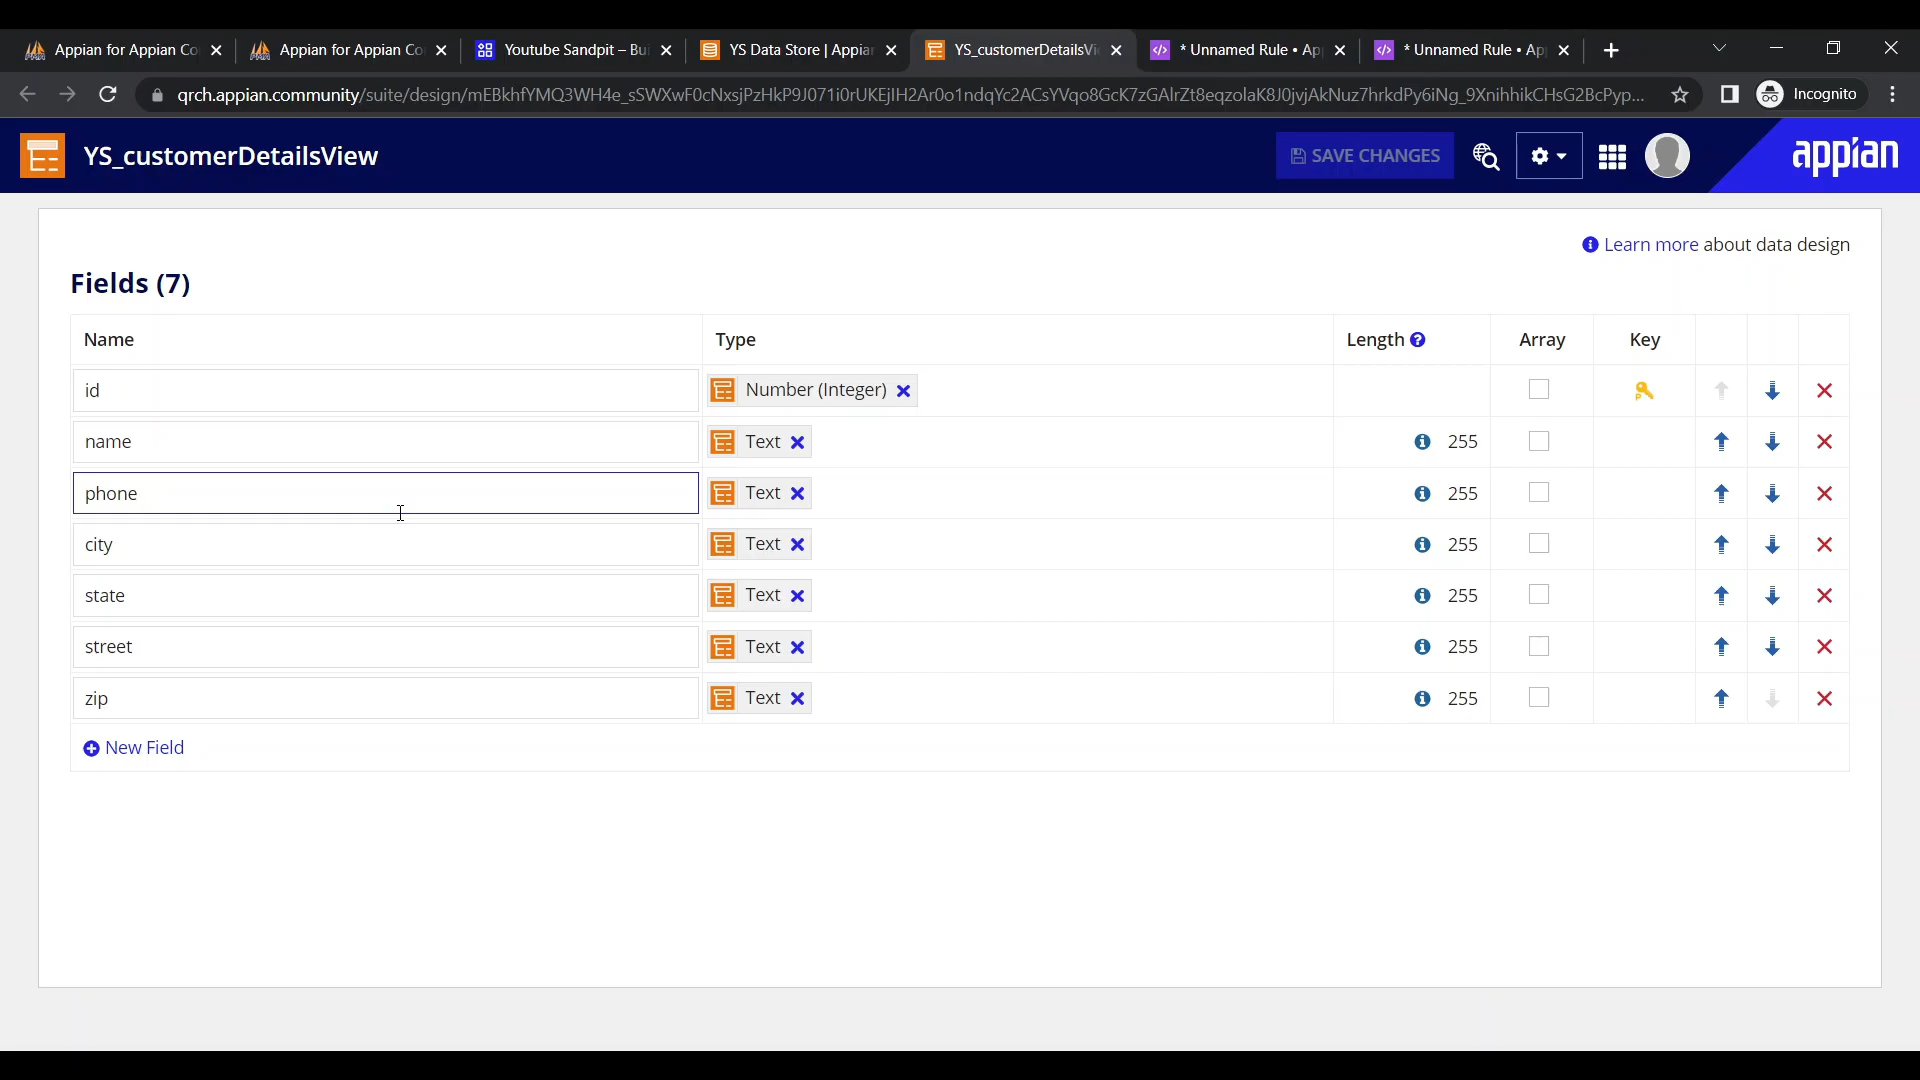 Appian for Appian Co
Appian for Appian Co
Youtube Sandpit – Bui
YS Data Store | Appian
YS_customerDetailsVi
* Unnamed Rule • Ap
* Unnamed Rule • Ap
qrch.appian.community/suite/design/mEBkhfYMQ3WH4e_sSWXwF0cNxsjPzHkP9J071i0rUKEjIH2Ar0o1ndqYc2ACsYVqo8GcK7zGAlrZt8eqzolaK8J0jvjAkNuz7hrkdPy6iNg_9XnihhikCHsG2BcPyp...
Incognito
YS_customerDetailsView
SAVE CHANGES
appian
Learn more about data design
Fields (7)
Name Type Length Array Key
id Number (Integer)
name Text 255
phone Text 255
city Text 255
state Text 255
street Text 255
zip Text 255
New Field